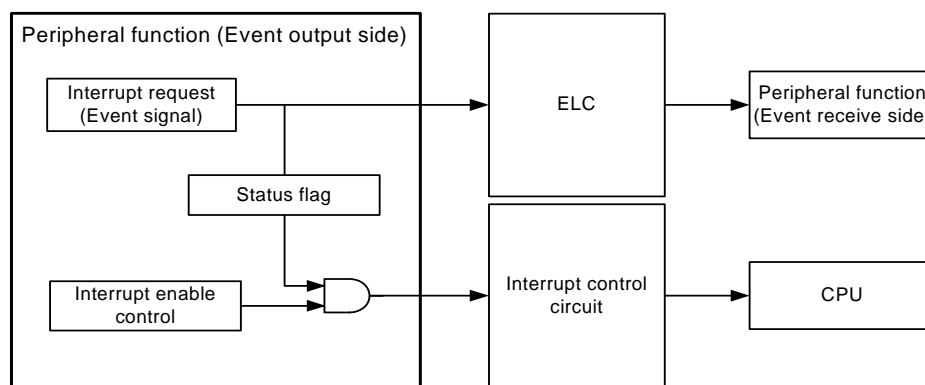 Peripheral function (Event output side)
Interrupt request
(Event signal)
ELC
Peripheral function
(Event receive side
Status flag
Interrupt enable
control
Interrupt control
circuit
CPU